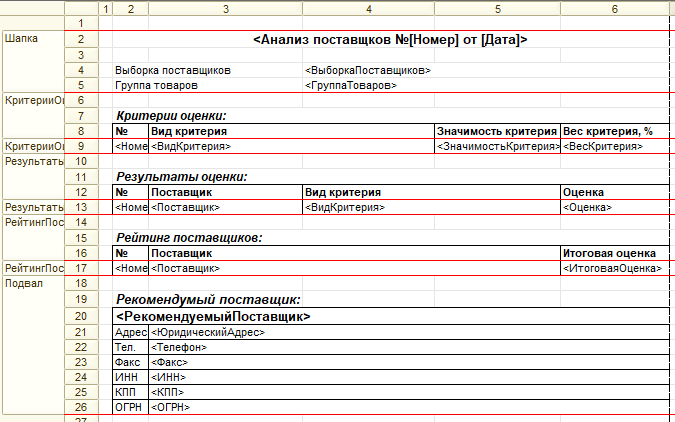 1 2 3 4 5 6
1
Шапка 2 <Анализ поставщков №[Номер] от [Дата]>
3
4 Выборка поставщиков <ВыборкаПоставщиков>
5 Группа товаров <ГруппаТоваров>
КритерииОц 6
7 Критерии оценки:
8 № Вид критерия Значимость критерия Вес критерия, %
КритерииОц 9 <Номе <ВидКритерия> <ЗначимостьКритерия> <ВесКритерия>
Результаты 10
11 Результаты оценки:
12 № Поставщик Вид критерия Оценка
Результаты 13 <Номе <Поставщик> <ВидКритерия> <Оценка>
РейтингПос 14
15 Рейтинг поставщиков:
16 № Поставщик Итоговая оценка
РейтингПос 17 <Номе <Поставщик> <ИтоговаяОценка>
Подвал 18
19 Рекомендумый поставщик:
20 <РекомендуемыйПоставщик>
21 Адрес <ЮридическийАдрес>
22 Тел. <Телефон>
23 Факс <Факс>
24 ИНН <ИНН>
25 КПП <КПП>
26 ОГРН <ОГРН>
27